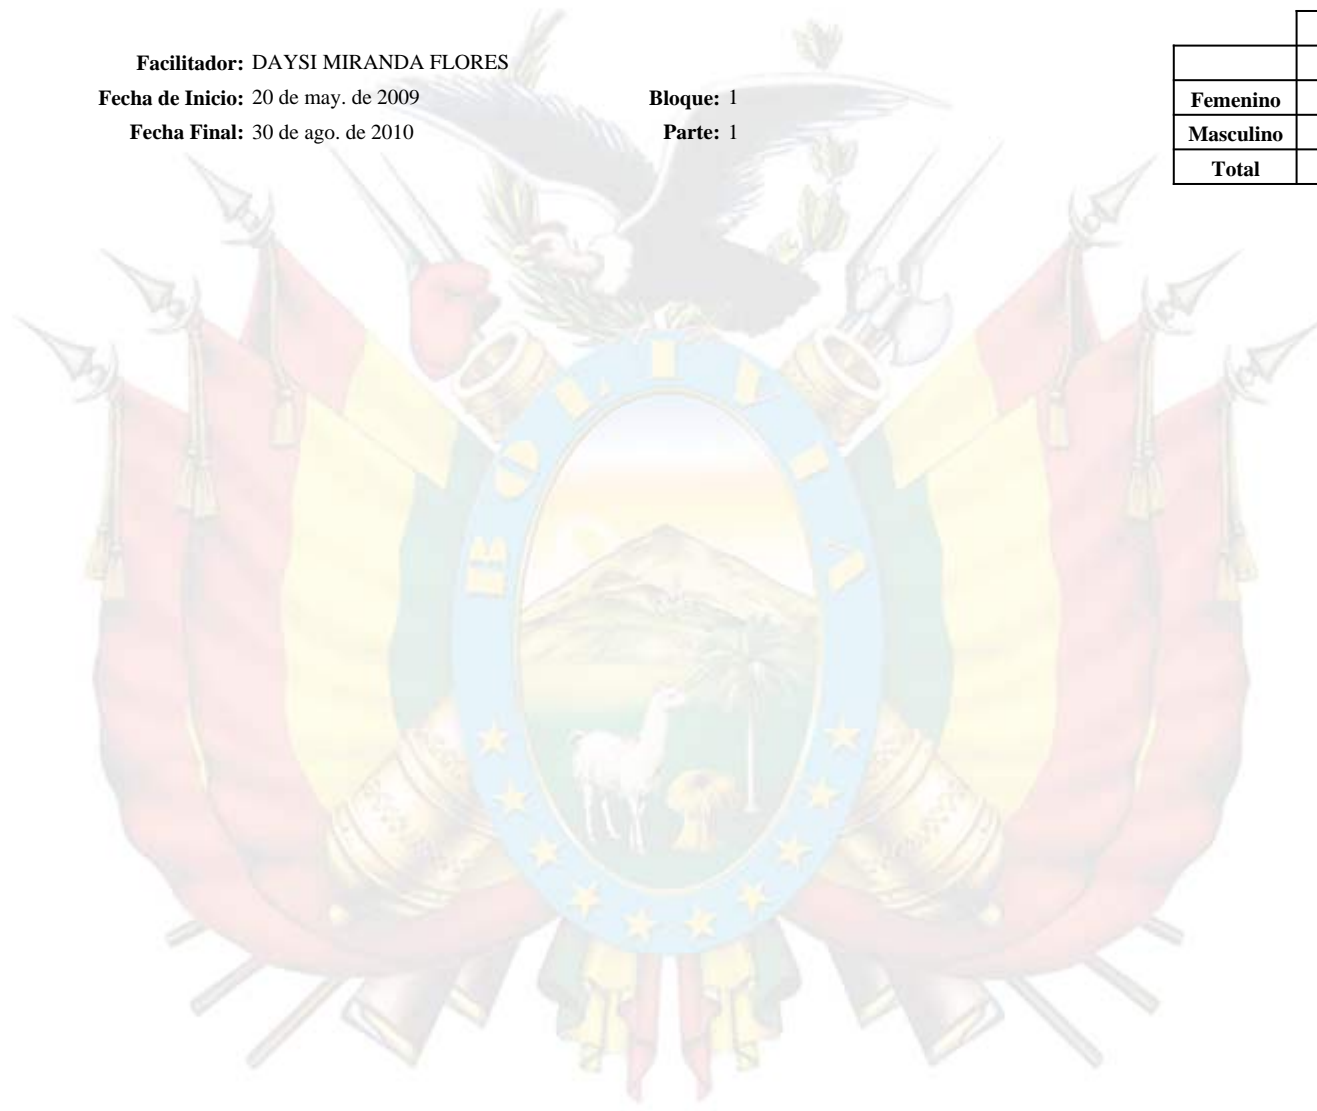 Facilitador: DAYSI MIRANDA FLORES
Fecha de Inicio: 20 de may. de 2009 Bloque: 1
Fecha Final: 30 de ago. de 2010 Parte: 1
Femenino
Masculino
Total
BOLIVIA